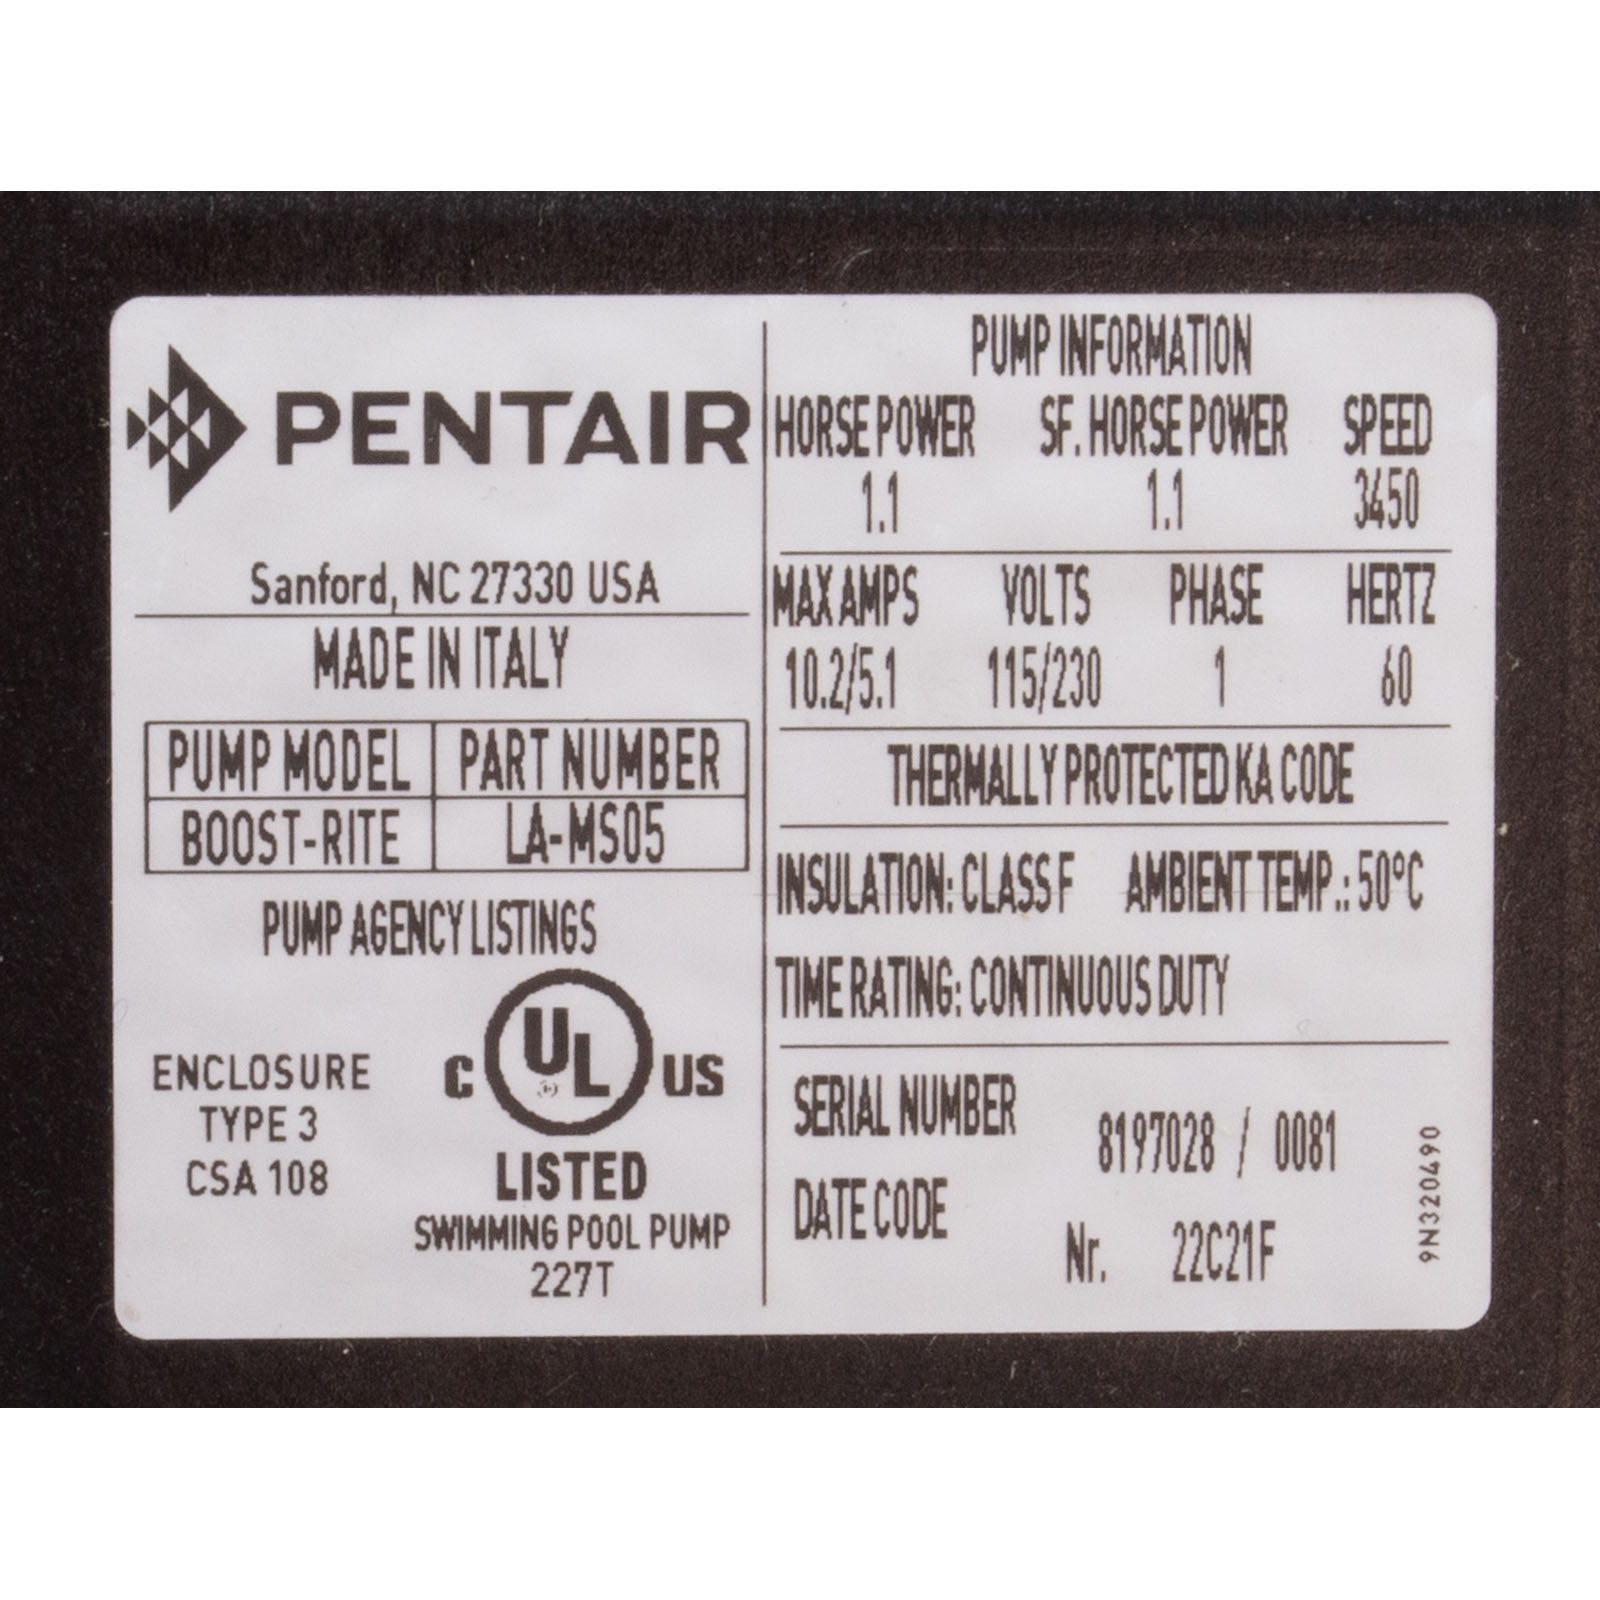 PENTAIR
Sanford, NC 27330 USA
MADE IN ITALY
PUMP MODEL PART NUMBER
BOOST-RITE LA-MS05
PUMP AGENCY LISTINGS
ENCLOSURE
TYPE 3
CSA 108
C UL US
LISTED
SWIMMING POOL PUMP
227T
PUMP INFORMATION
HORSE POWER SF. HORSE POWER SPEED
1.1 1.1 3450
MAX AMPS VOLTS PHASE HERTZ
10.2/5.1 115/230 1 60
THERMALLY PROTECTED KA CODE
INSULATION: CLASS F AMBIENT TEMP.: 50°C
TIME RATING: CONTINUOUS DUTY
SERIAL NUMBER 8197028 / 0081
DATE CODE Nr. 22C21F
9N320490